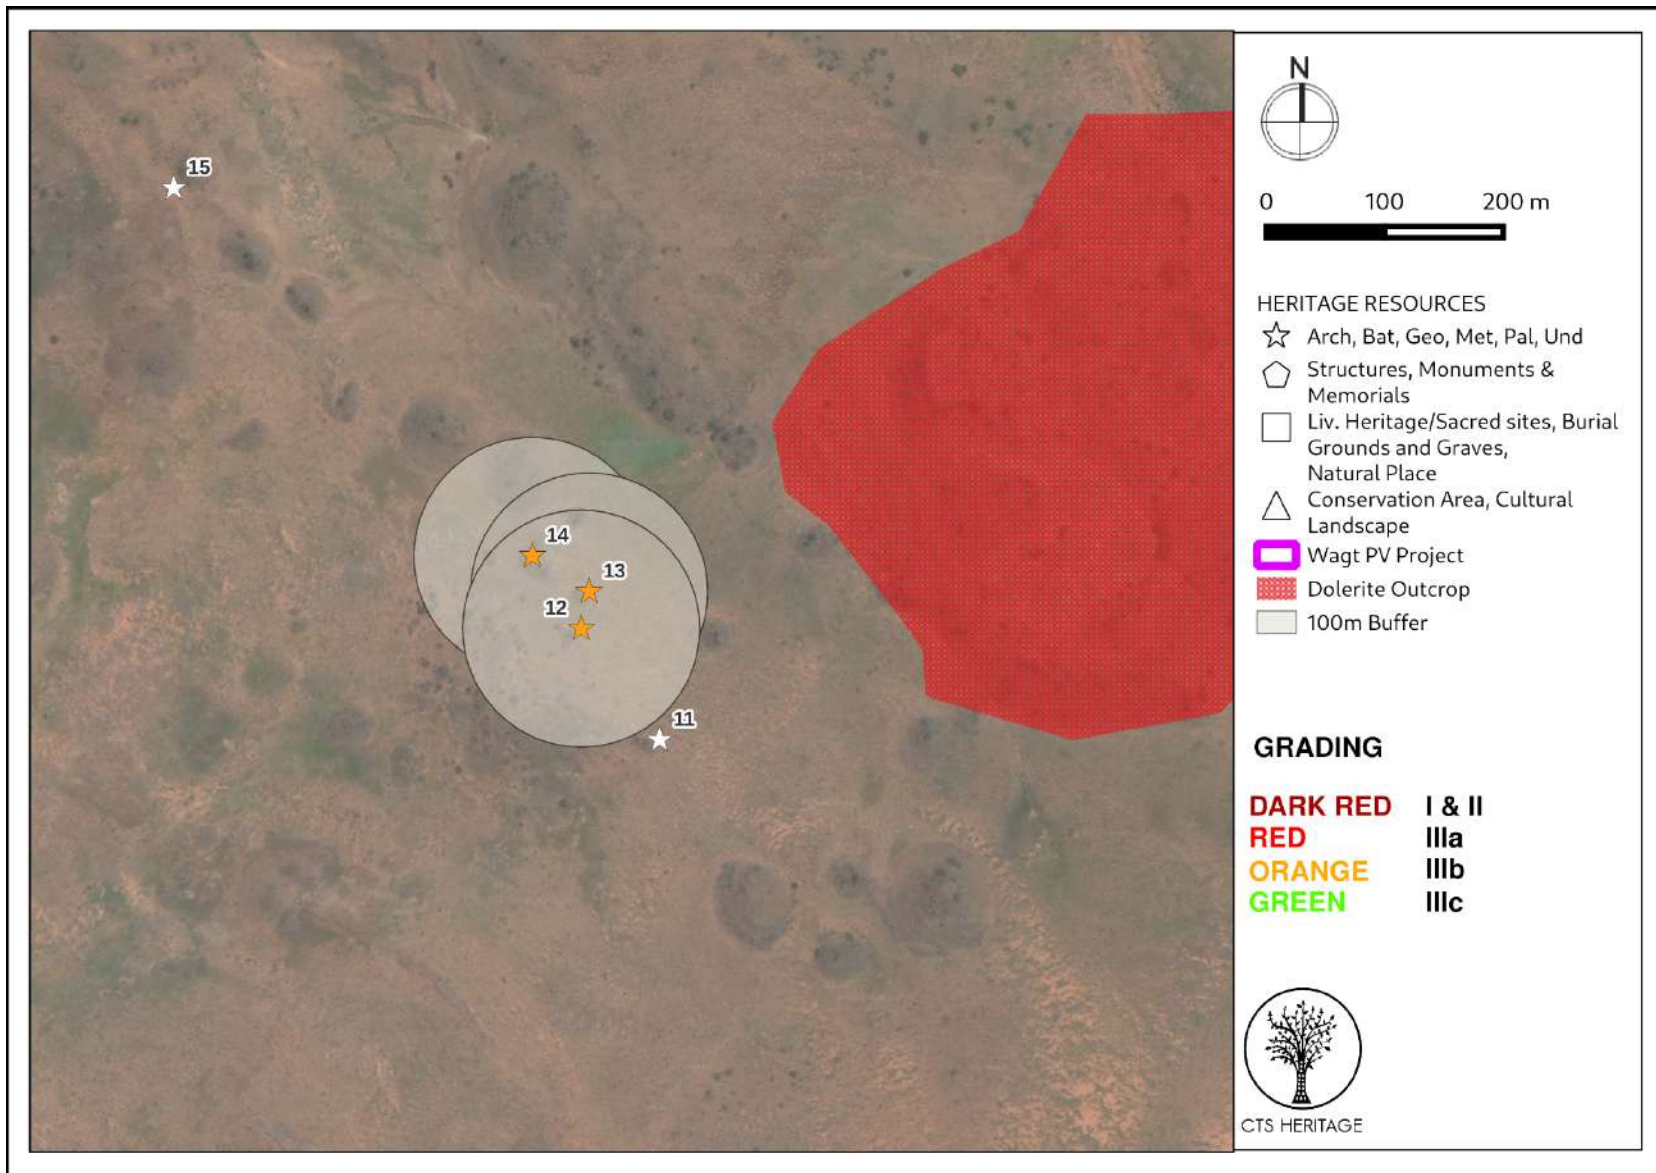 15
14
13
12
11
N
0 100 200 m
HERITAGE RESOURCES
Arch, Bat, Geo, Met, Pal, Und
Structures, Monuments &
Memorials
Liv. Heritage/Sacred sites, Burial
Grounds and Graves,
Natural Place
Conservation Area, Cultural
Landscape
Wagt PV Project
Dolerite Outcrop
100m Buffer
GRADING
DARK RED I & II
RED IIIa
ORANGE IIIb
GREEN IIIc
CTS HERITAGE